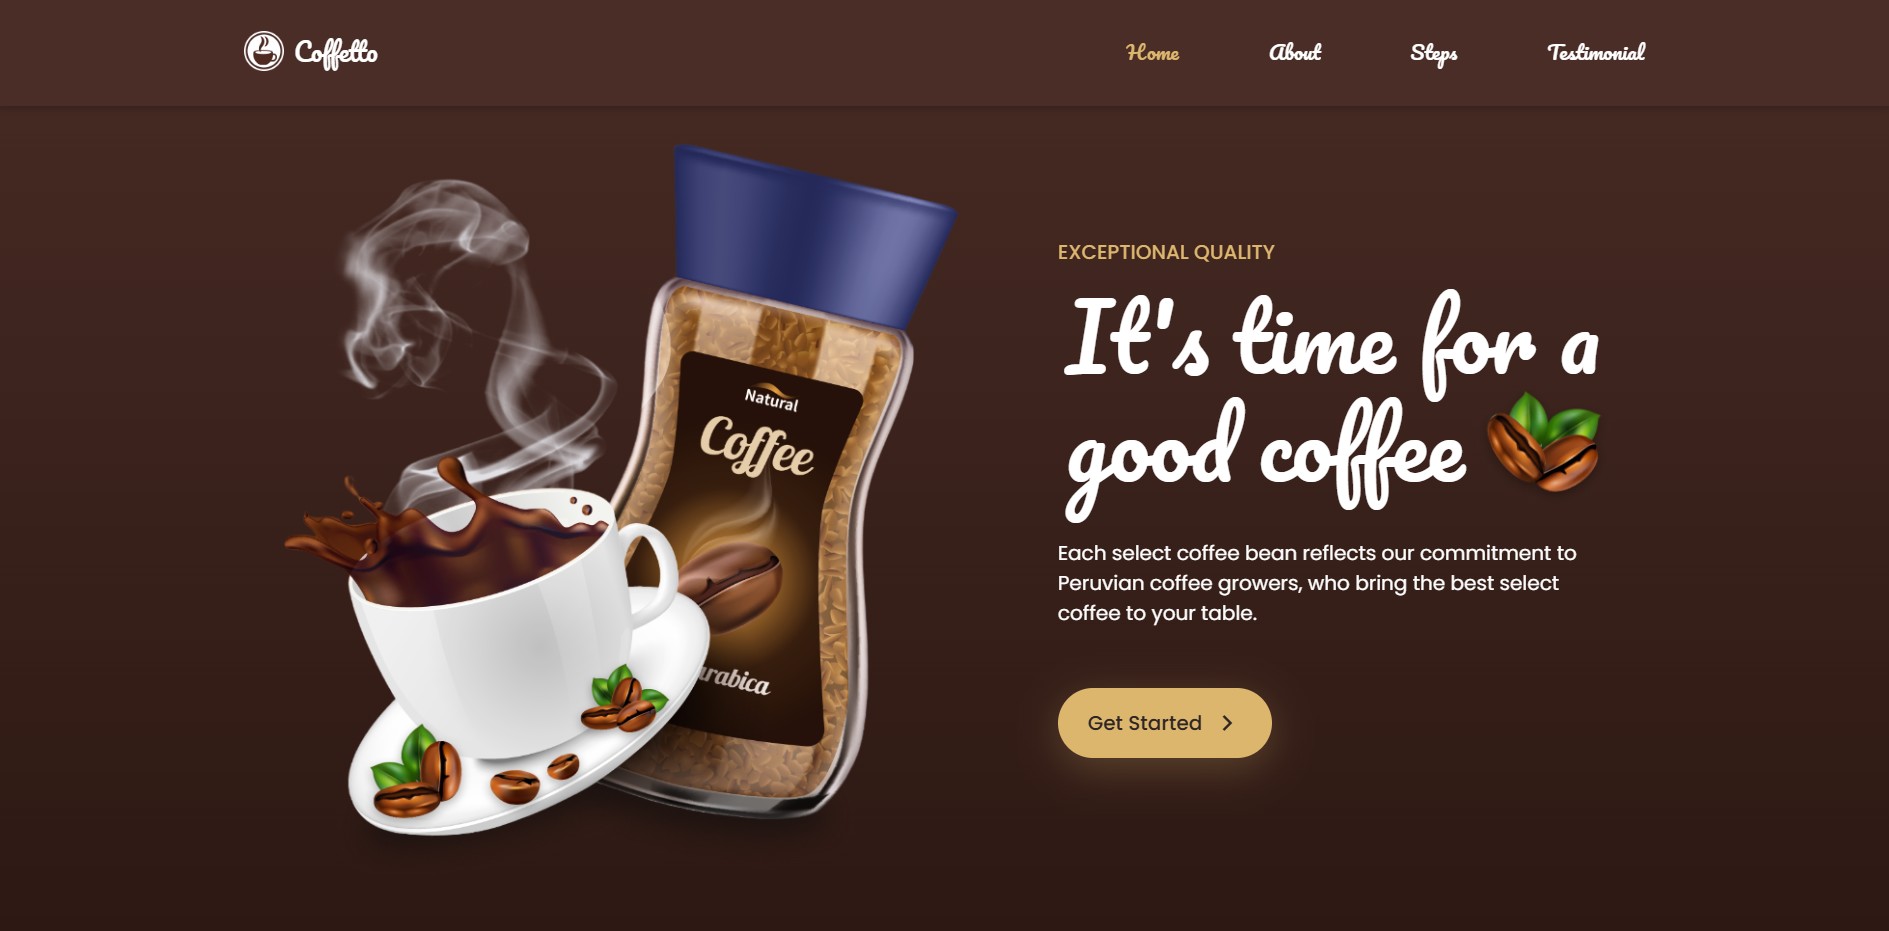 Coffetto
Home About Steps Testimonial
EXCEPTIONAL QUALITY
It's time for a
good coffee
Each select coffee bean reflects our commitment to
Peruvian coffee growers, who bring the best select
coffee to your table.
Get Started
Natural
Coffee
rabica